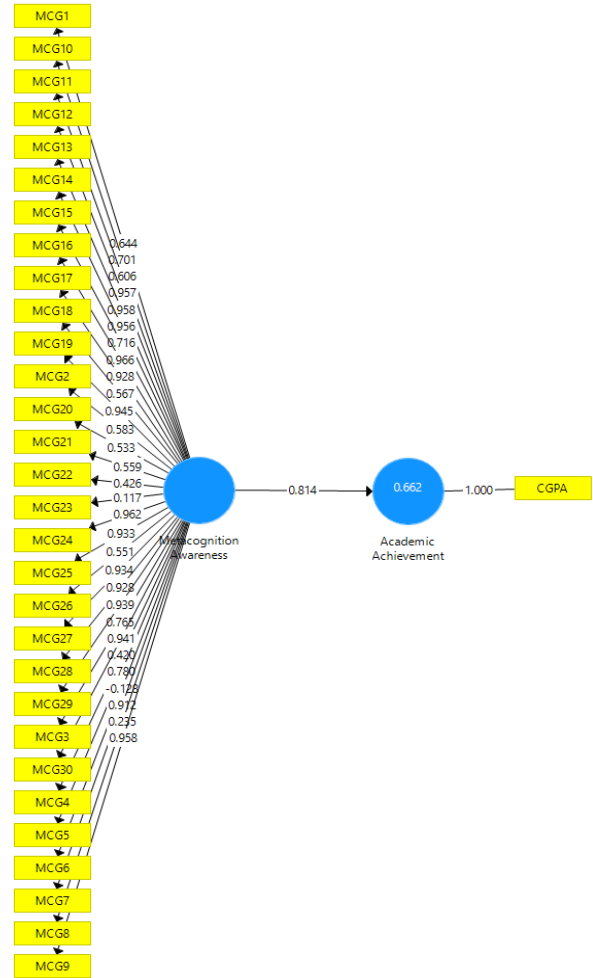 MCG1
MCG10
MCG11
MCG12
MCG13
MCG14
MCG15
MCG16
MCG17
MCG18
MCG19
MCG2
MCG20
MCG21
MCG22
MCG23
MCG24
MCG25
MCG26
MCG27
MCG28
MCG29
MCG3
MCG30
MCG4
MCG5
MCG6
MCG7
MCG8
MCG9
0.644
0.701
0.606
0.957
0.958
0.956
0.716
0.966
0.928
0.567
0.945
0.583
0.533
0.559
0.426
0.117
0.962
0.933
0.551
0.934
0.928
0.939
0.765
0.941
0.420
0.780
-0.128
0.912
0.235
0.958
Metacognition
Awareness
0.814
0.662
Academic
Achievement
1.000
CGPA